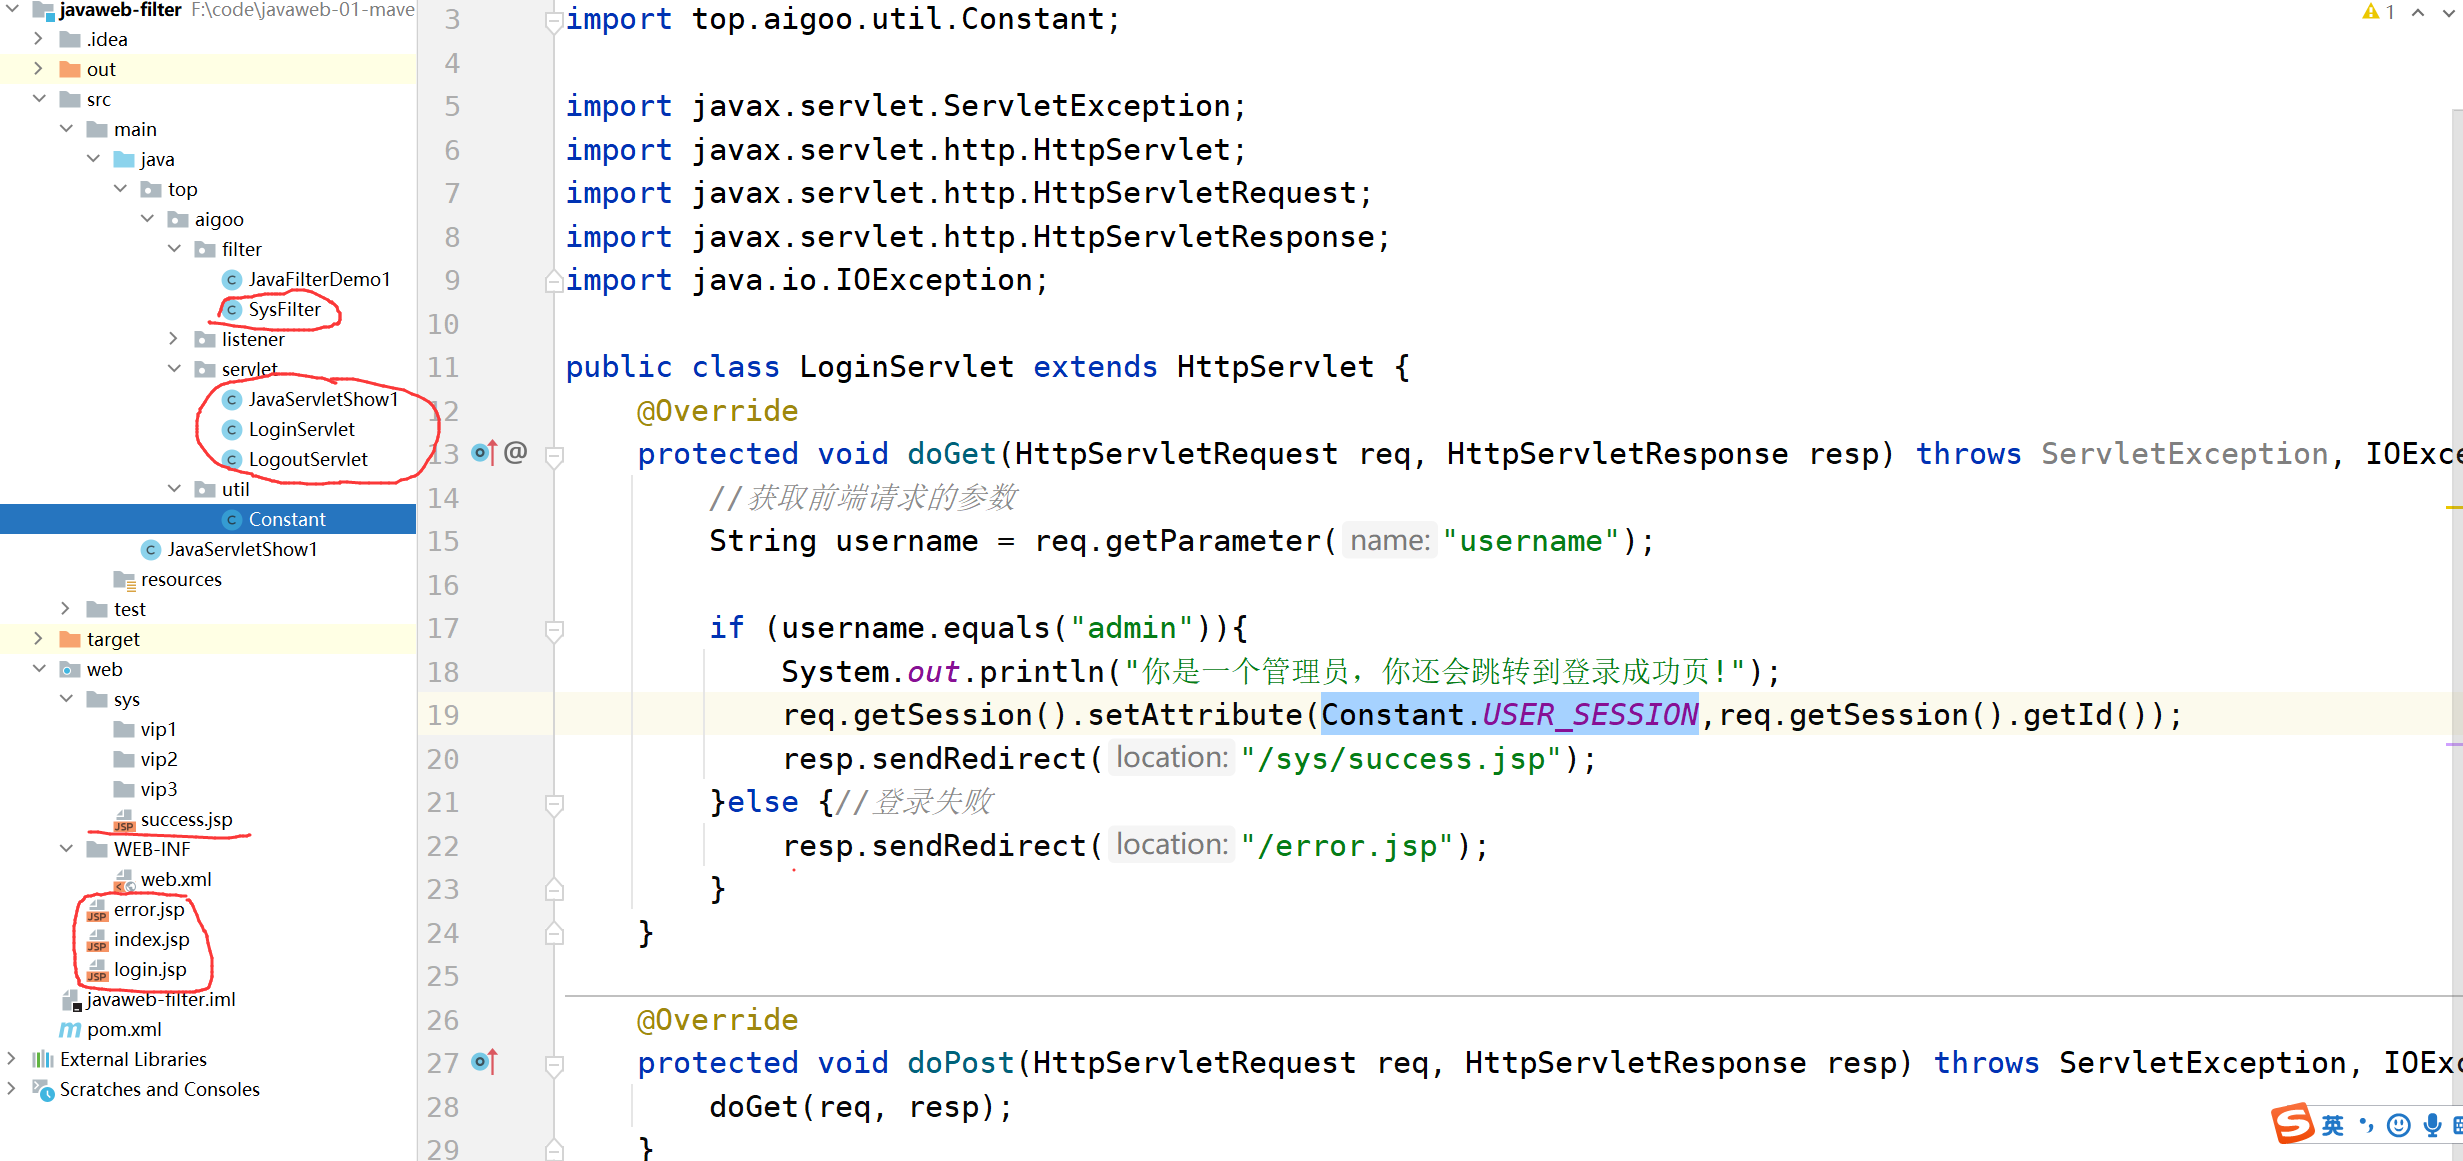 javaweb-filter F:\code\javaweb-01-mave
.idea
out
src
main
java
top
aigoo
filter
JavaFilterDemo1
SysFilter
listener
servlet
JavaServletShow1
LoginServlet
LogoutServlet
util
Constant
JavaServletShow1
resources
test
target
web
sys
vip1
vip2
vip3
success.jsp
WEB-INF
web.xml
error.jsp
index.jsp
login.jsp
javaweb-filter.iml
pom.xml
External Libraries
Scratches and Consoles
1
3 import top.aigoo.util.Constant;
4
5 import javax.servlet.ServletException;
6 import javax.servlet.http.HttpServlet;
7 import javax.servlet.http.HttpServletRequest;
8 import javax.servlet.http.HttpServletResponse;
9 import java.io.IOException;
10
11 public class LoginServlet extends HttpServlet {
12 @Override
13 @ protected void doGet(HttpServletRequest req, HttpServletResponse resp) throws ServletException, IOExce
14 //获取前端请求的参数
15 String username = req.getParameter( name: "username");
16
17 if (username.equals("admin")){
18 System.out.println("你是一个管理员，你还会跳转到登录成功页!");
19 req.getSession().setAttribute(Constant.USER_SESSION,req.getSession().getId());
20 resp.sendRedirect( location: "/sys/success.jsp");
21 }else {//登录失败
22 resp.sendRedirect( location: "/error.jsp");
23 }
24 }
25
26 @Override
27 protected void doPost(HttpServletRequest req, HttpServletResponse resp) throws ServletException, IOExc
28 doGet(req, resp);
29 }
英